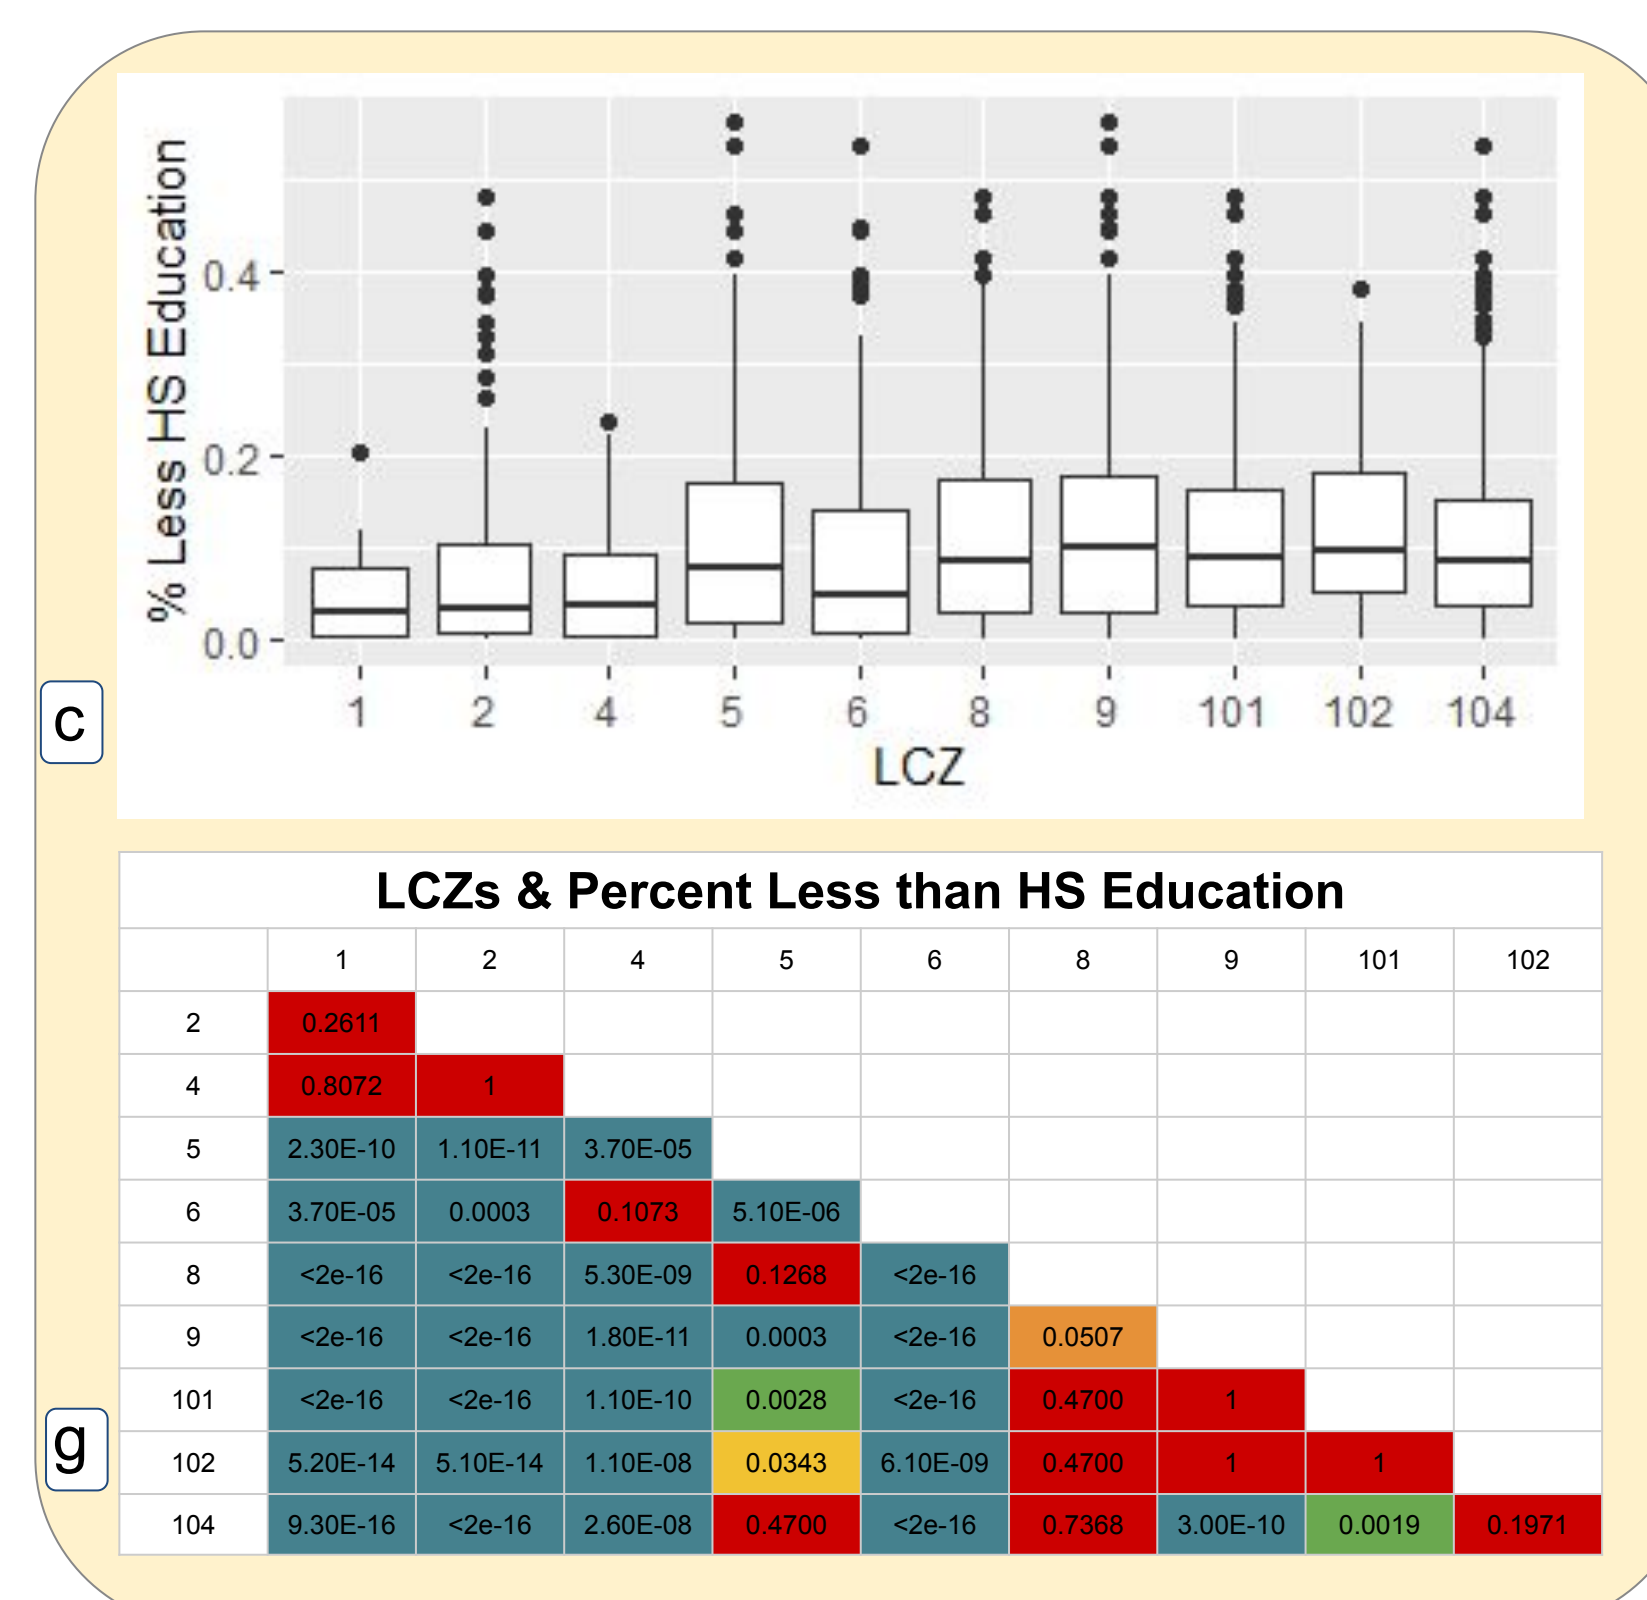 % Less HS Education
0.4
0.2
0.0
1 2 4 5 6 8 9 101 102 104
LCZ
c
LCZs & Percent Less than HS Education
1 2 4 5 6 8 9 101 102
2 0.2611
4 0.8072 1
5 2.30E-10 1.10E-11 3.70E-05
6 3.70E-05 0.0003 0.1073 5.10E-06
8 <2e-16 <2e-16 5.30E-09 0.1268 <2e-16
9 <2e-16 <2e-16 1.80E-11 0.0003 <2e-16 0.0507
101 <2e-16 <2e-16 1.10E-10 0.0028 <2e-16 0.4700 1
g
102 5.20E-14 5.10E-14 1.10E-08 0.0343 6.10E-09 0.4700 1 1
104 9.30E-16 <2e-16 2.60E-08 0.4700 <2e-16 0.7368 3.00E-10 0.0019 0.1971